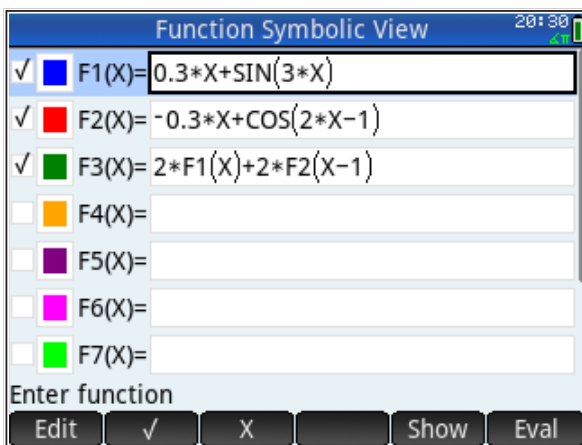 Function Symbolic View 20:30
∡π
√ F1(X)= 0.3*X+SIN(3*X)
√ F2(X)= -0.3*X+COS(2*X-1)
√ F3(X)= 2*F1(X)+2*F2(X-1)
F4(X)=
F5(X)=
F6(X)=
F7(X)=
Enter function
Edit √ X Show Eval